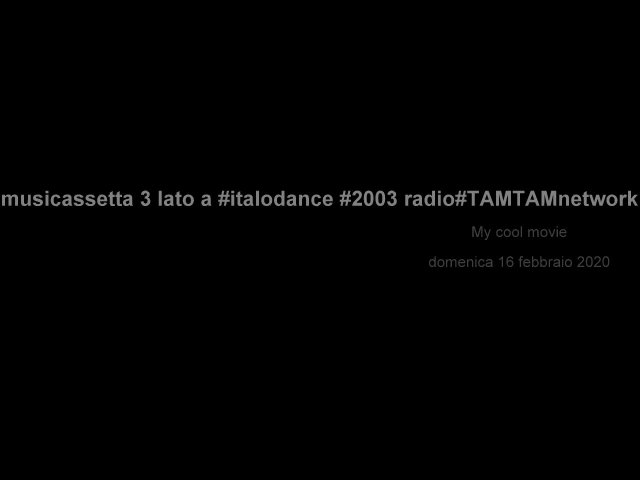 musicassetta 3 lato a #italodance #2003 radio#TAMTAMnetwork
My cool movie
domenica 16 febbraio 2020